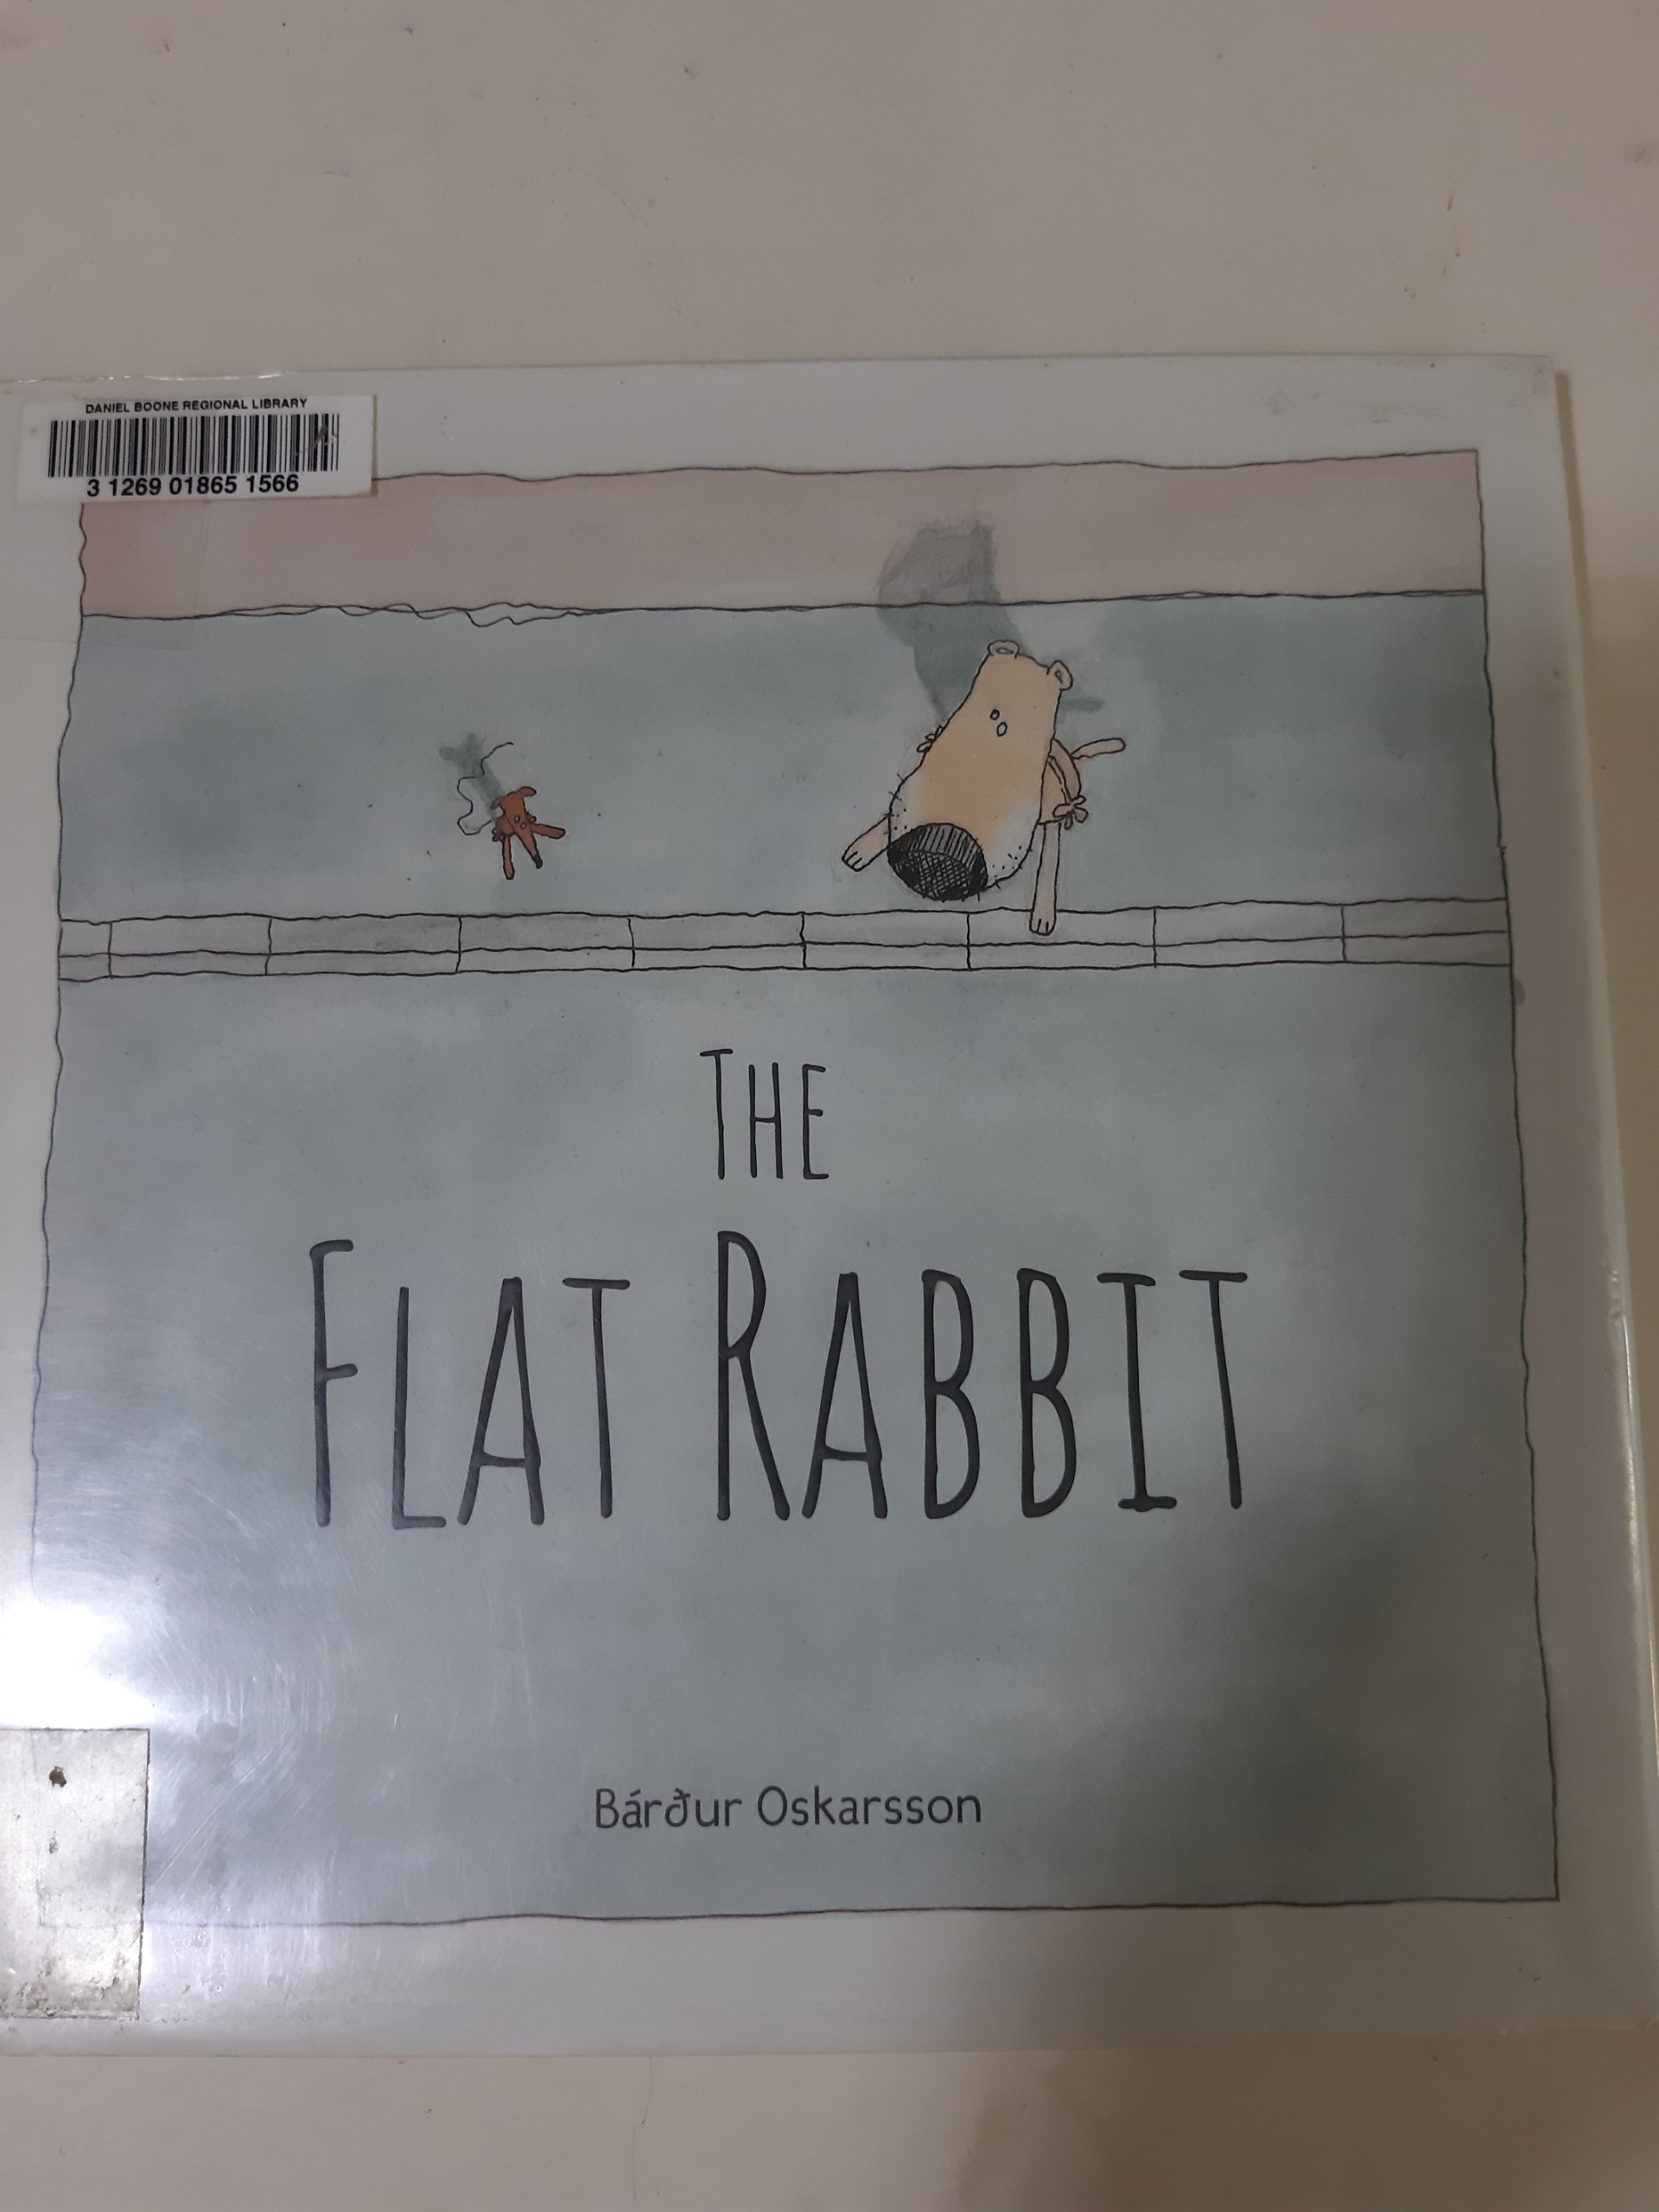 DANIEL BOONE REGIONAL LIBRARY
3 1269 01865 1566
THE
FLAT RABBIT
Bárður Oskarsson